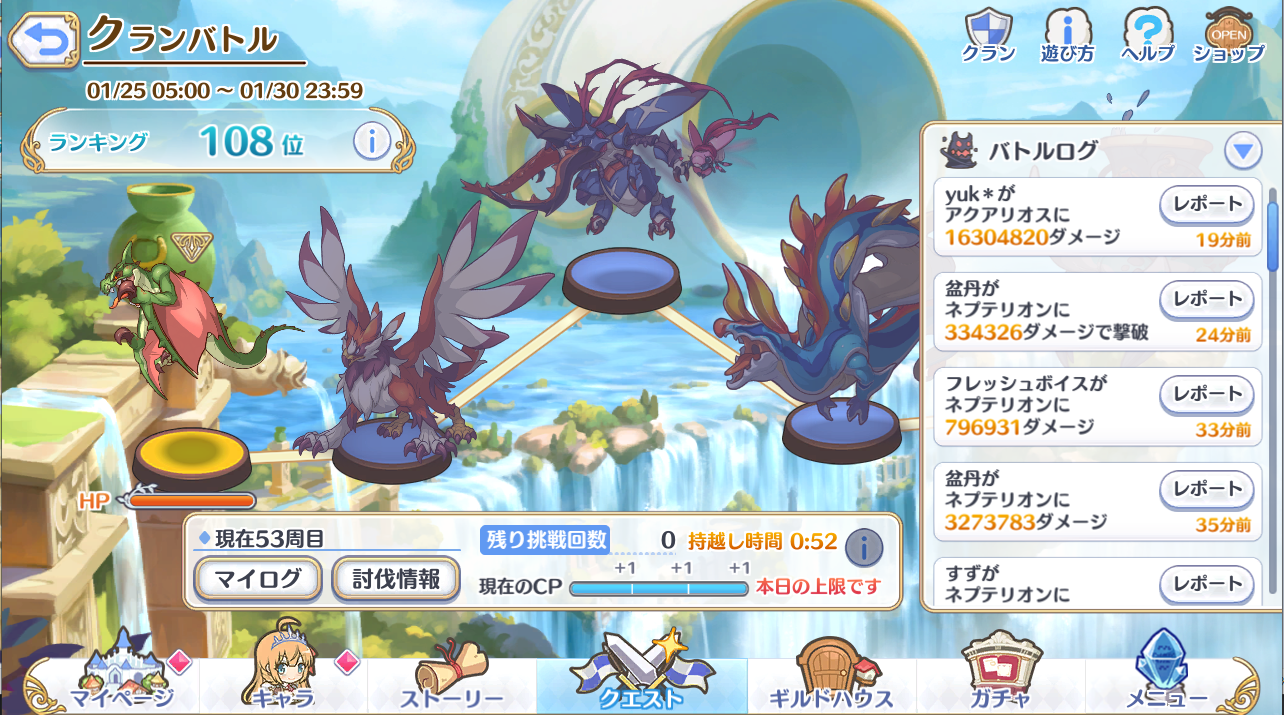 クランバトル
01/25 05:00 ～ 01/30 23:59
ランキング 108 位
クラン
遊び方
ヘルプ
OPEN
ショップ
バトルログ
yuk＊が
アクアリオスに
16304820ダメージ
レポート
19分前
盆丹が
ネプテリオンに
334326ダメージで撃破
レポート
24分前
フレッシュボイスが
ネプテリオンに
796931ダメージ
レポート
33分前
盆丹が
ネプテリオンに
3273783ダメージ
レポート
35分前
すずが
ネプテリオンに
レポート
HP
現在53周目
マイログ
討伐情報
残り挑戦回数 0 持越し時間 0:52
+1 +1 +1
現在のCP 本日の上限です
マイページ
キャラ
ストーリー
クエスト
ギルドハウス
ガチャ
メニュー